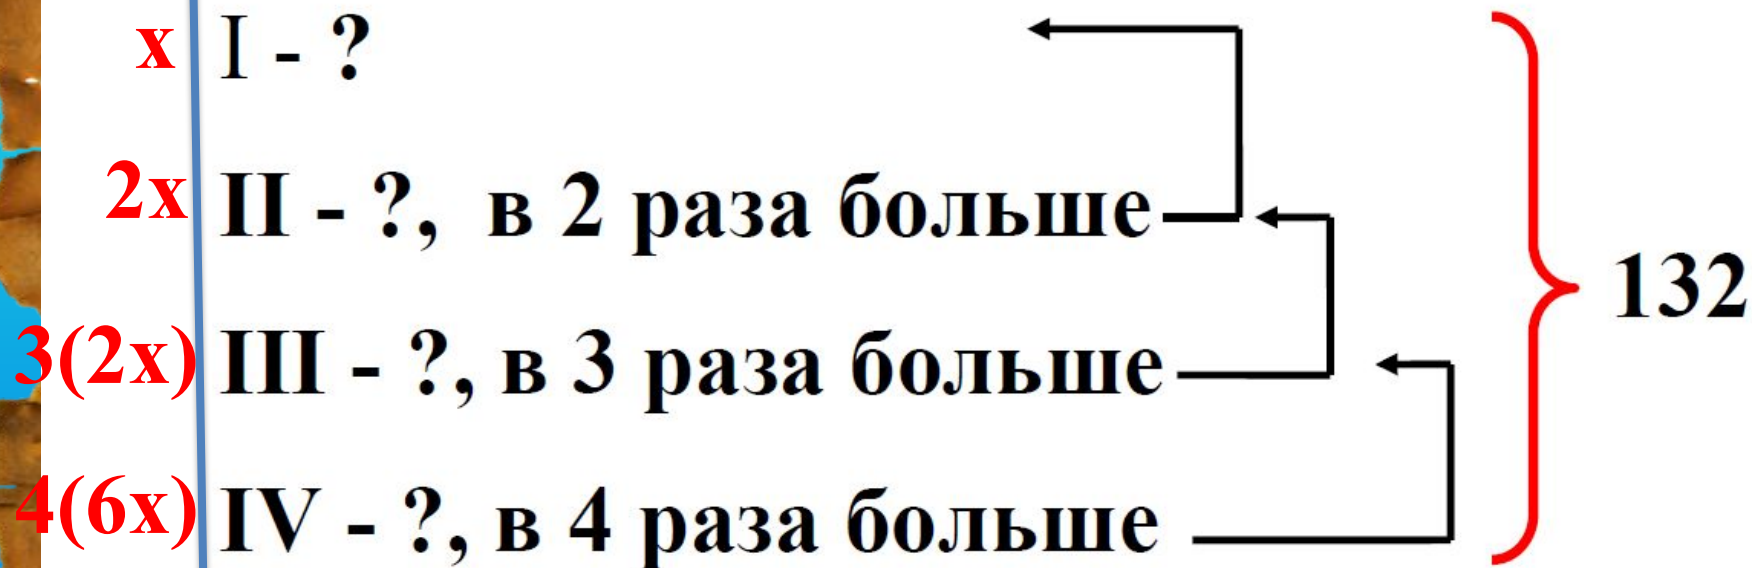 x I - ?
2x II - ?, в 2 раза больше
3(2x) III - ?, в 3 раза больше
132
4(6x) IV - ?, в 4 раза больше